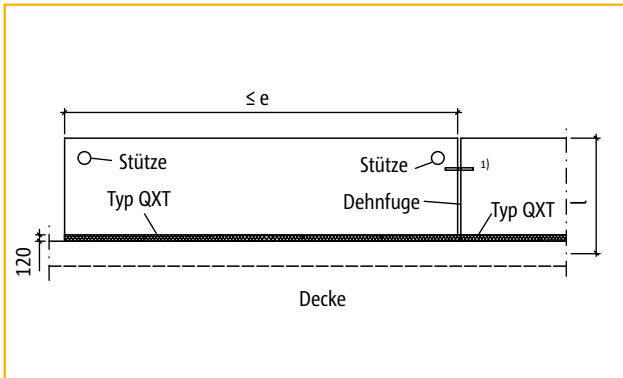 ≤ e
Stütze
Stütze
1)
Typ QXT
Dehnfuge
Typ QXT
l
120
Decke